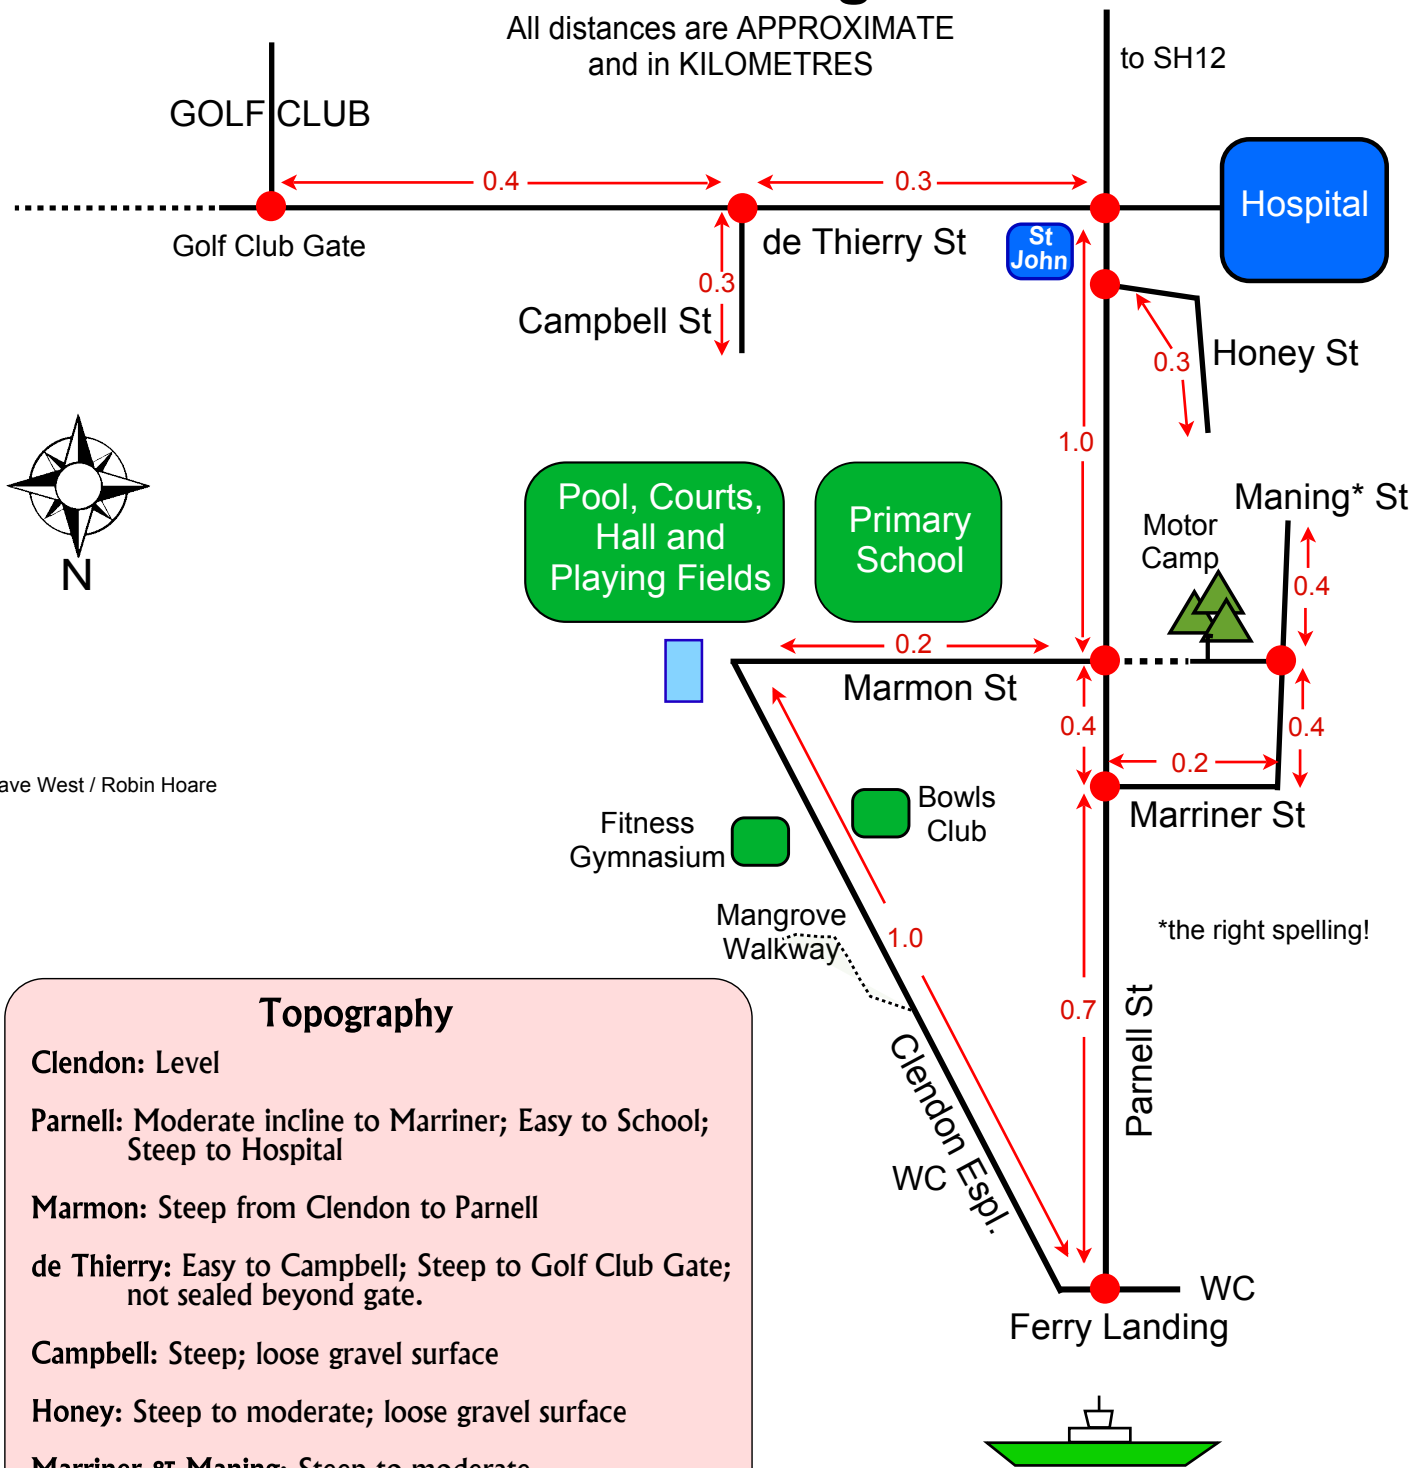 All distances are APPROXIMATE
and in KILOMETRES
to SH12
GOLF CLUB
0.4
0.3
Hospital
Golf Club Gate
de Thierry St
St
John
0.3
Campbell St
0.3
Honey St
1.0
N
Pool, Courts,
Hall and
Playing Fields
Primary
School
Motor
Camp
Maning* St
0.4
0.2
Marmon St
0.4
0.4
0.2
Marriner St
West / Robin Hoare
Fitness
Gymnasium
Bowls
Club
Mangrove
Walkway
1.0
*the right spelling!
0.7
Parnell St
Clendon Espl.
WC
WC
Ferry Landing
Topography
Clendon: Level
Parnell: Moderate incline to Marriner; Easy to School;
Steep to Hospital
Marmon: Steep from Clendon to Parnell
de Thierry: Easy to Campbell; Steep to Golf Club Gate;
not sealed beyond gate.
Campbell: Steep; loose gravel surface
Honey: Steep to moderate; loose gravel surface
Marriner & Maning: Steep to moderate